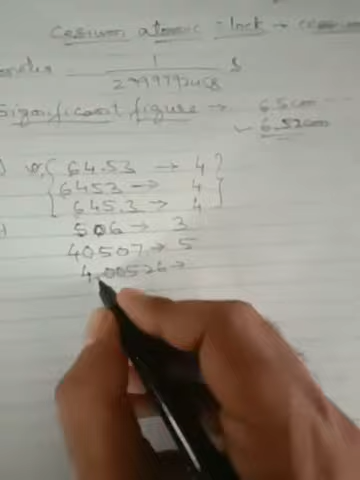 Cesium atomic clock →
1 s
299792458
Significant figure → 6.5cm
6.52cm
64.53 → 4
6453 → 4
645.3 → 4
506 → 3
40507 → 5
4.00526 →